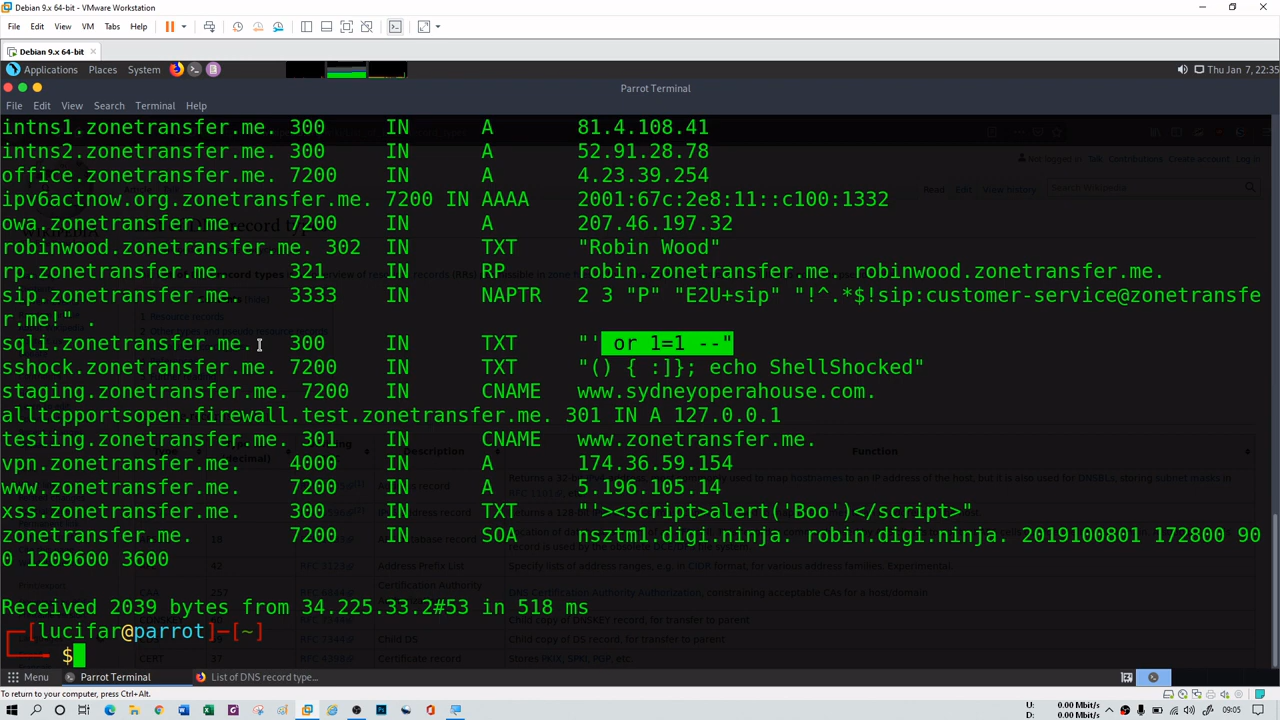 Debian 9.x 64-bit - VMware Workstation
File Edit View VM Tabs Help
Debian 9.x 64-bit
Applications Places System Thu Jan 7, 22:35
Parrot Terminal
File Edit View Search Terminal Help
intns1.zonetransfer.me. 300 IN A 81.4.108.41
intns2.zonetransfer.me. 300 IN A 52.91.28.78
office.zonetransfer.me. 7200 IN A 4.23.39.254
ipv6actnow.org.zonetransfer.me. 7200 IN AAAA 2001:67c:2e8:11::c100:1332
owa.zonetransfer.me. 7200 IN A 207.46.197.32
robinwood.zonetransfer.me. 302 IN TXT "Robin Wood"
rp.zonetransfer.me. 321 IN RP robin.zonetransfer.me. robinwood.zonetransfer.me.
sip.zonetransfer.me. 3333 IN NAPTR 2 3 "P" "E2U+sip" "!^.*$!sip:customer-service@zonetransfe
r.me!" .
sqli.zonetransfer.me. 300 IN TXT "' or 1=1 --"
sshock.zonetransfer.me. 7200 IN TXT "() { :]}; echo ShellShocked"
staging.zonetransfer.me. 7200 IN CNAME www.sydneyoperahouse.com.
alltcpportsopen.firewall.test.zonetransfer.me. 301 IN A 127.0.0.1
testing.zonetransfer.me. 301 IN CNAME www.zonetransfer.me.
vpn.zonetransfer.me. 4000 IN A 174.36.59.154
www.zonetransfer.me. 7200 IN A 5.196.105.14
xss.zonetransfer.me. 300 IN TXT "'><script>alert('Boo')</script>"
zonetransfer.me. 7200 IN SOA nsztm1.digi.ninja. robin.digi.ninja. 2019100801 172800 90
0 1209600 3600
Received 2039 bytes from 34.225.33.2#53 in 518 ms
[lucifar@parrot]-[~]
$
Menu Parrot Terminal List of DNS record type...
To return to your computer, press Ctrl+Alt.
U: 0.00 Mbit/s
D: 0.00 Mbit/s
09:05